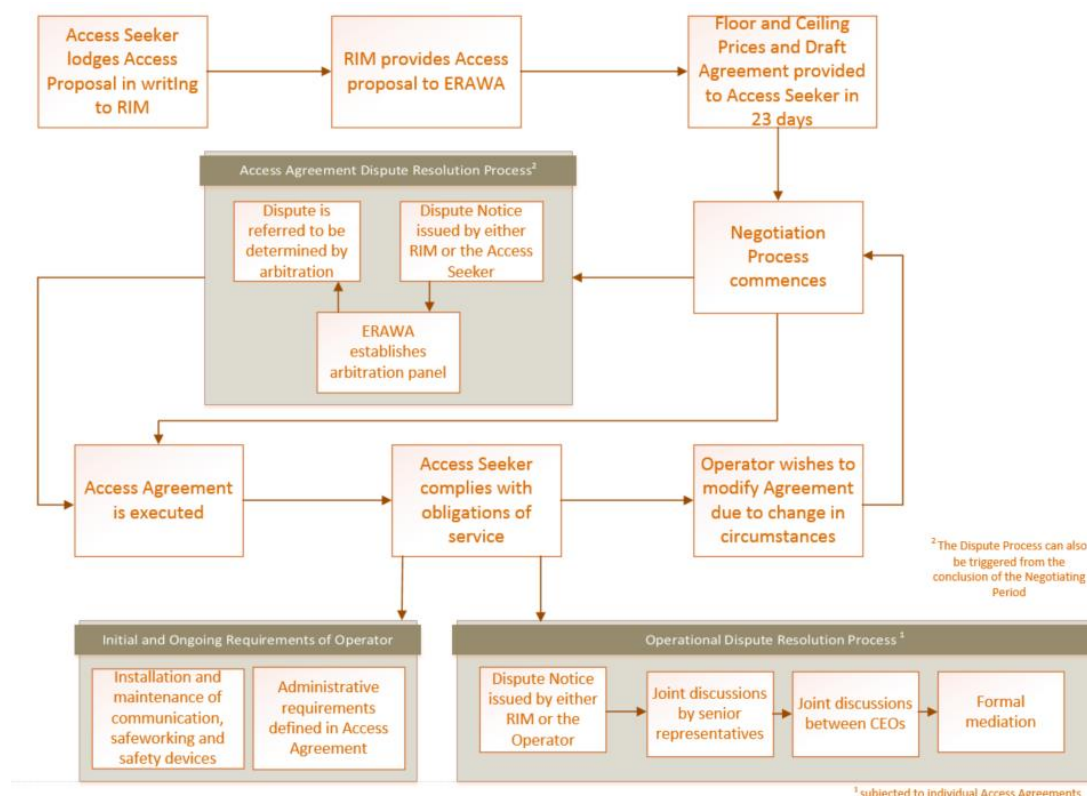 Access Seeker
lodges Access
Proposal in writIng
to RIM
RIM provides Access
proposal to ERAWA
Floor and Ceiling
Prices and Draft
Agreement provided
to Access Seeker in
23 days
Access Agreement Dispute Resolution Process²
Dispute is
referred to be
determined by
arbitration
Dispute Notice
issued by either
RIM or the Access
Seeker
ERAWA
establishes
arbitration panel
Negotiation
Process
commences
Access Agreement
is executed
Access Seeker
complies with
obligations of
service
Operator wishes to
modify Agreement
due to change in
circumstances
² The Dispute Process can also
be triggered from the
conclusion of the Negotiating
Period
Initial and Ongoing Requirements of Operator
Installation and
maintenance of
communication,
safeworking and
safety devices
Administrative
requirements
defined in Access
Agreement
Operational Dispute Resolution Process ¹
Dispute Notice
issued by either
RIM or the
Operator
Joint discussions
by senior
representatives
Joint discussions
between CEOs
Formal
mediation
¹ subjected to individual Access Agreements